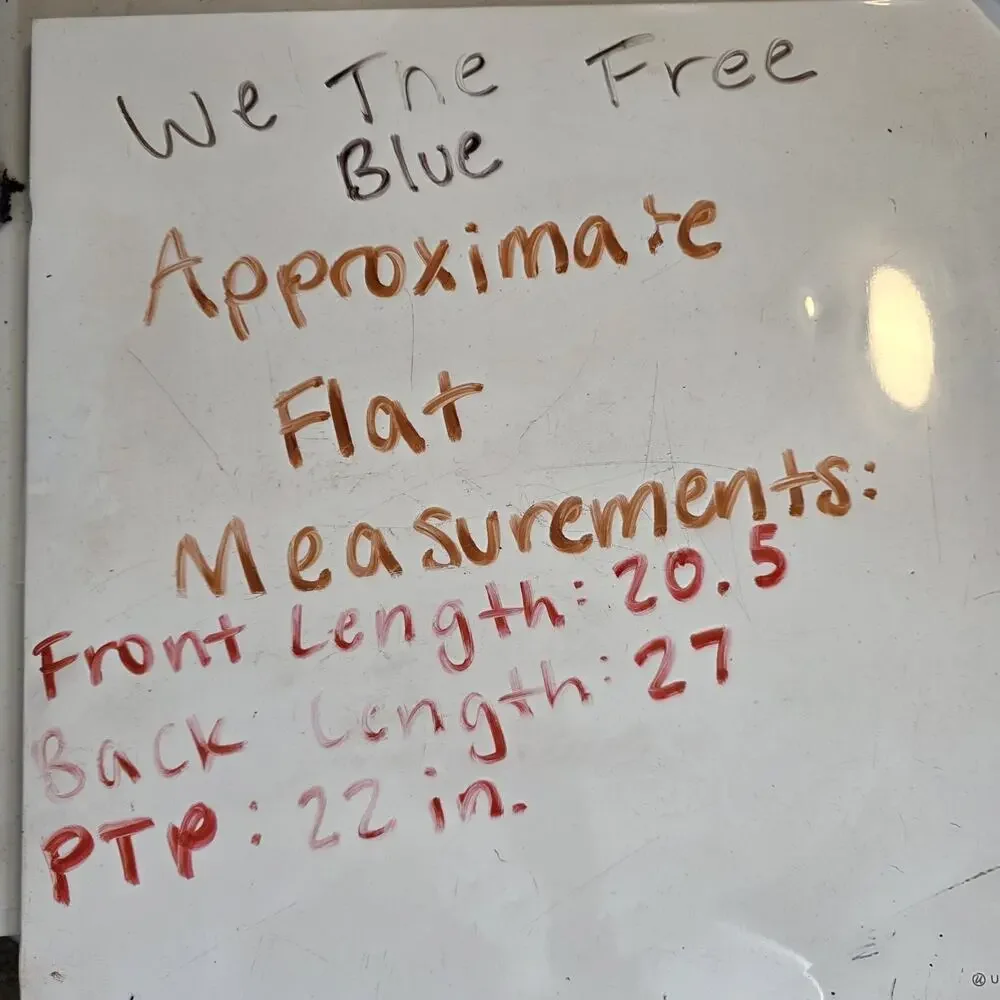 We The Free
Blue
Approximate
Flat
Measurements:
Front Length: 20.5
Back Length: 27
PTP: 22 in.